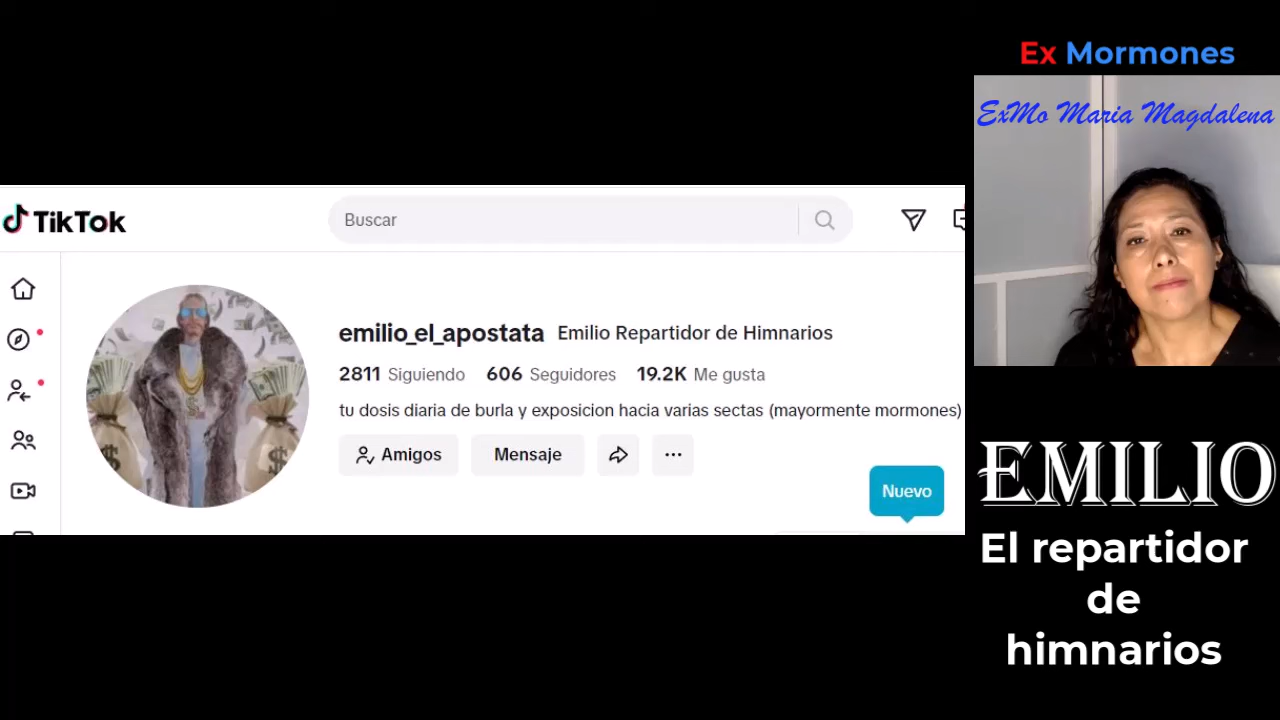 TikTok
Buscar
emilio_el_apostata Emilio Repartidor de Himnarios
2811 Siguiendo 606 Seguidores 19.2K Me gusta
tu dosis diaria de burla y exposicion hacia varias sectas (mayormente mormones)
Amigos Mensaje
Nuevo
Ex Mormones
ExMo Maria Magdalena
EMILIO
El repartidor
de
himnarios